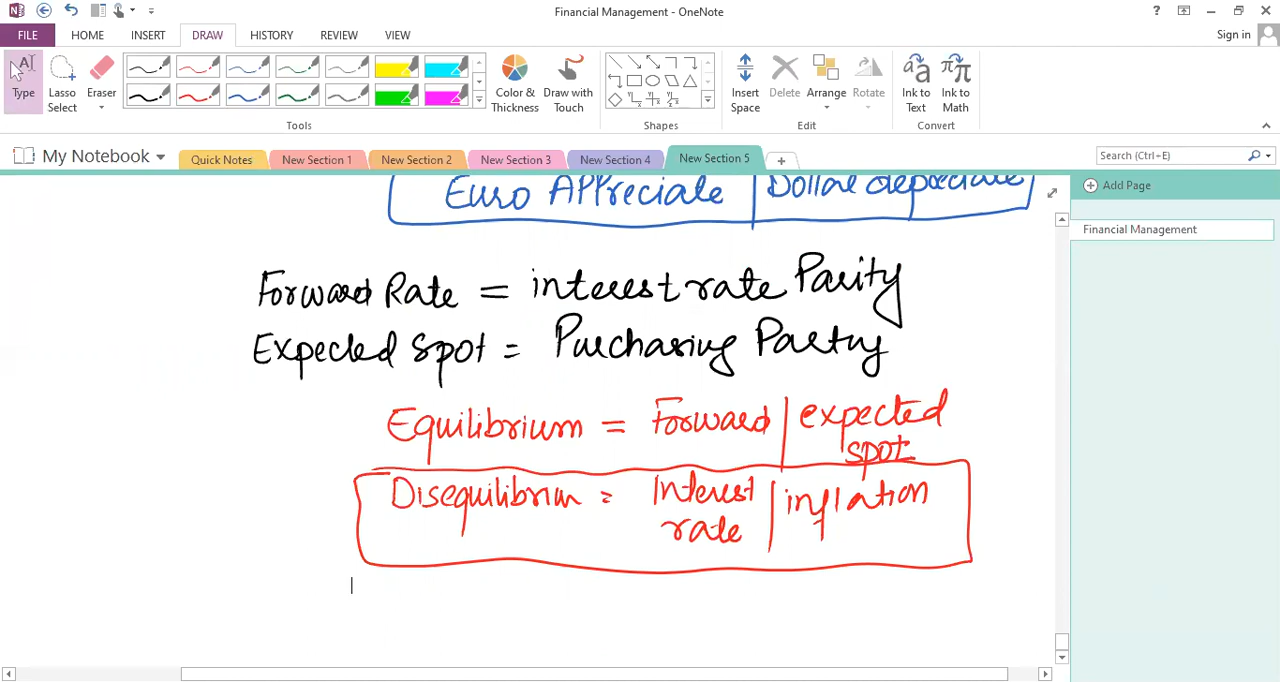 Financial Management - OneNote
?
FILE HOME INSERT DRAW HISTORY REVIEW VIEW
Sign in
Type
Lasso Select
Eraser
Color & Thickness
Draw with Touch
Insert Space
Delete
Arrange
Rotate
Ink to Text
Ink to Math
Tools Shapes Edit Convert
My Notebook Quick Notes New Section 1 New Section 2 New Section 3 New Section 4 New Section 5 +
Search (Ctrl+E)
Add Page
Financial Management
Euro APPreciate | Dollar depreciate
Forward Rate = interest rate Parity
Expected Spot = Purchasing Partry
Equilibrium = Forward | expected
spot
Disequilibrim = Interest | inflation
rate